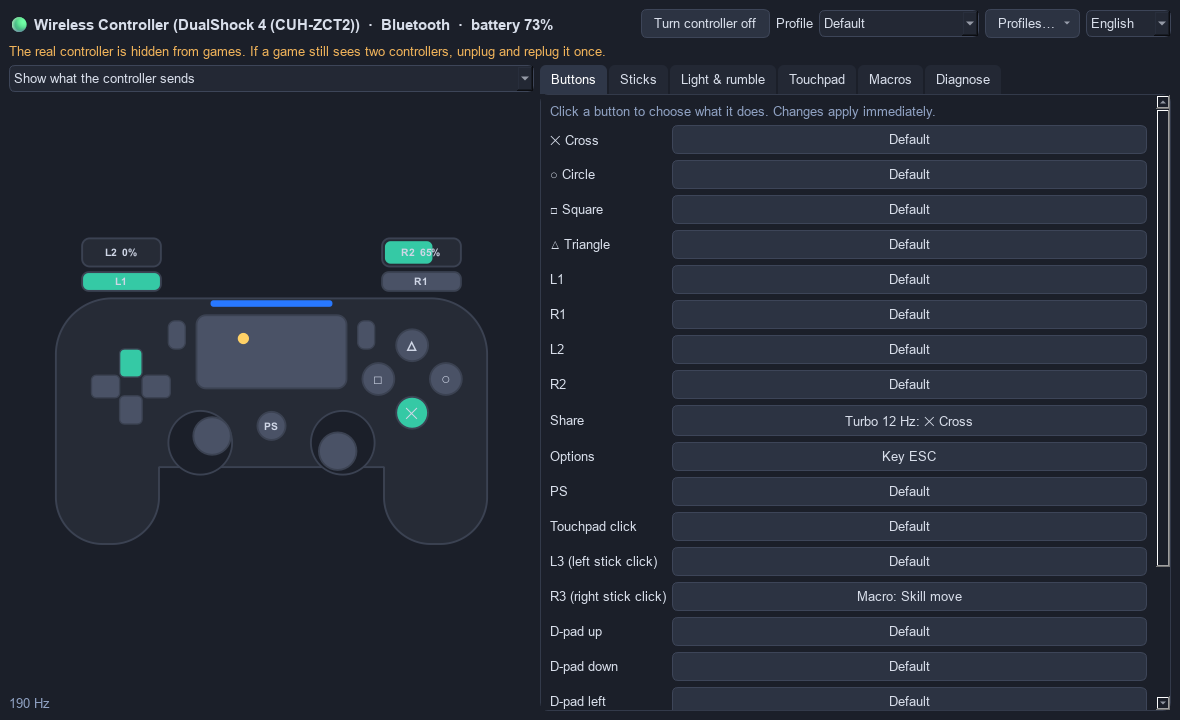 Wireless Controller (DualShock 4 (CUH-ZCT2)) · Bluetooth · battery 73%
Turn controller off
Profile
Default
Profiles...
English
The real controller is hidden from games. If a game still sees two controllers, unplug and replug it once.
Show what the controller sends
Buttons
Sticks
Light & rumble
Touchpad
Macros
Diagnose
L2 0%
R2 65%
L1
R1
△
□
○
╳
PS
190 Hz
Click a button to choose what it does. Changes apply immediately.
╳ Cross Default
○ Circle Default
□ Square Default
△ Triangle Default
L1 Default
R1 Default
L2 Default
R2 Default
Share Turbo 12 Hz: ╳ Cross
Options Key ESC
PS Default
Touchpad click Default
L3 (left stick click) Default
R3 (right stick click) Macro: Skill move
D-pad up Default
D-pad down Default
D-pad left Default